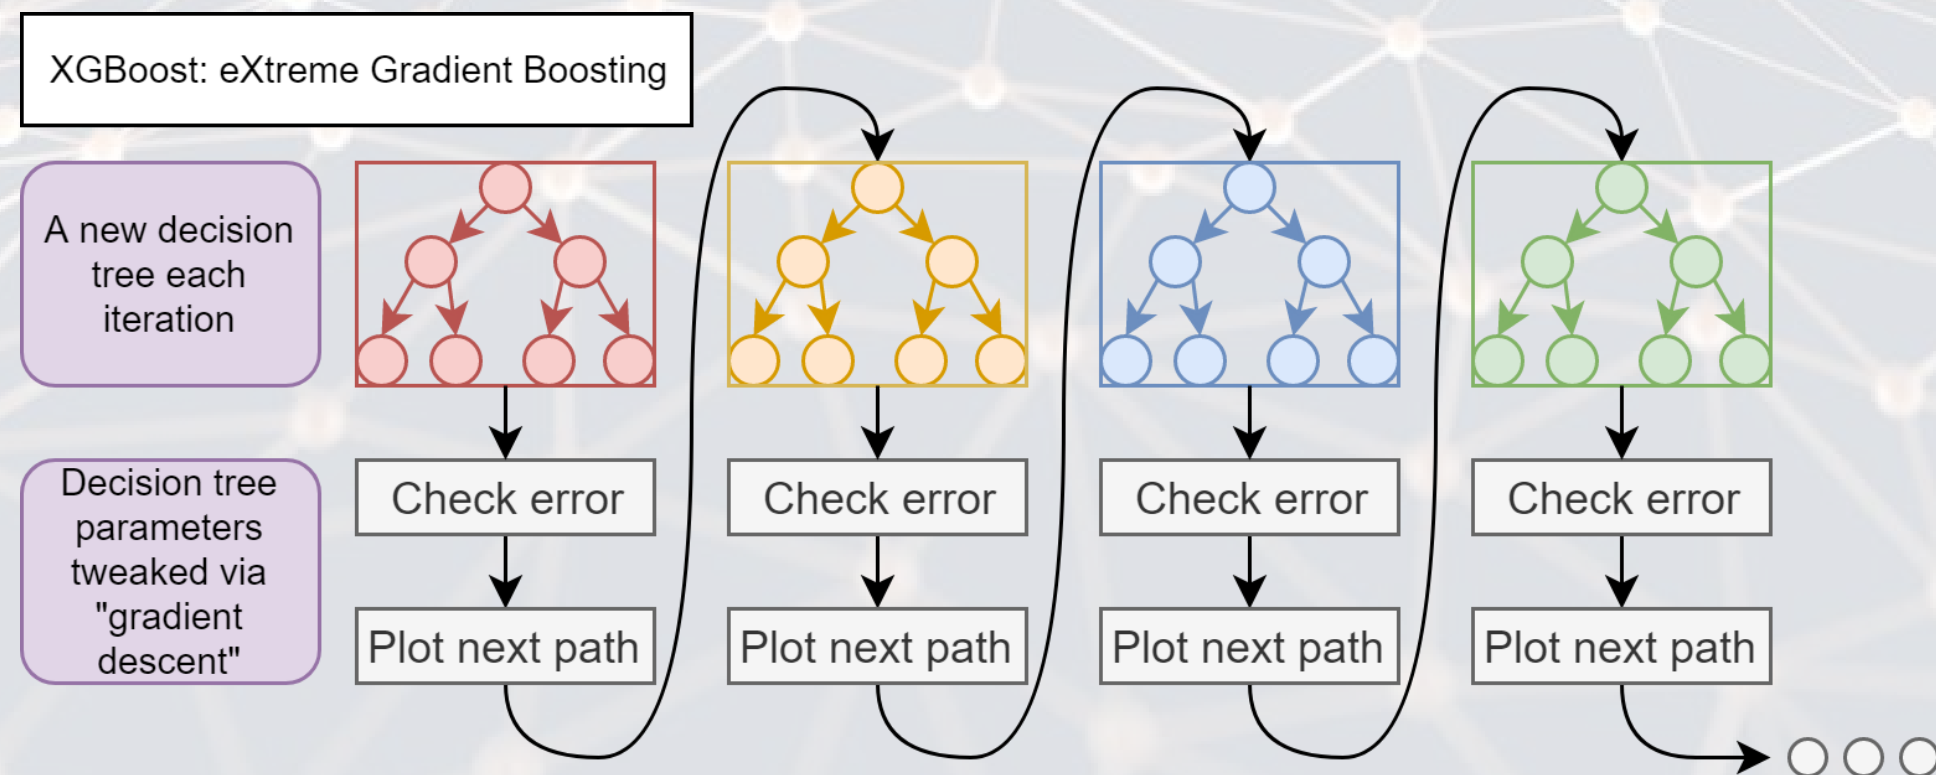 XGBoost: eXtreme Gradient Boosting
A new decision
tree each
iteration
Decision tree
parameters
tweaked via
"gradient
descent"
Check error
Check error
Check error
Check error
Plot next path
Plot next path
Plot next path
Plot next path